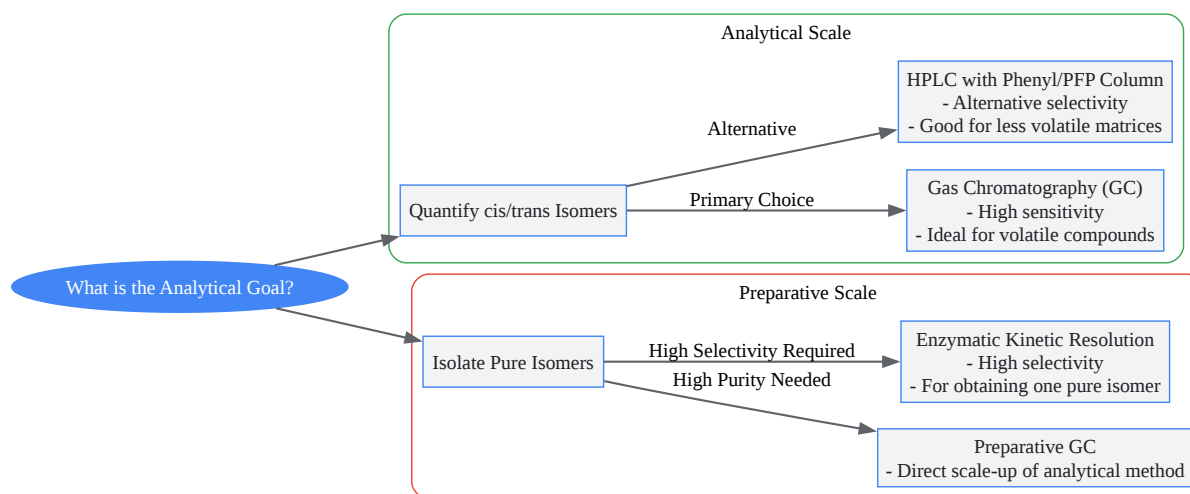 Analytical Scale
HPLC with Phenyl/PFP Column
- Alternative selectivity
- Good for less volatile matrices
Alternative
Gas Chromatography (GC)
- High sensitivity
- Ideal for volatile compounds
Primary Choice
Quantify cis/trans Isomers
What is the Analytical Goal?
Preparative Scale
Isolate Pure Isomers
High Selectivity Required
Enzymatic Kinetic Resolution
- High selectivity
- For obtaining one pure isomer
High Purity Needed
Preparative GC
- Direct scale-up of analytical method